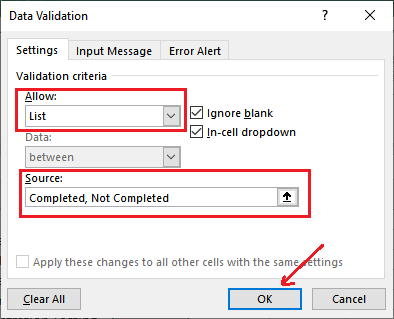 Data Validation
Settings Input Message Error Alert
Validation criteria
Allow:
List
Ignore blank
In-cell dropdown
Data:
between
Source:
Completed, Not Completed
Apply these changes to all other cells with the same settings
Clear All OK Cancel